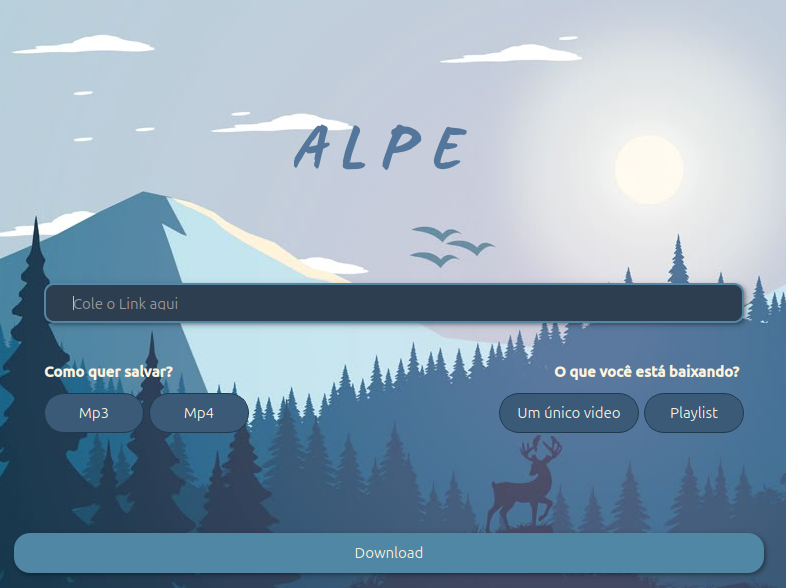 ALPE
Cole o Link aqui
Como quer salvar?
O que você está baixando?
Mp3
Mp4
Um único video
Playlist
Download